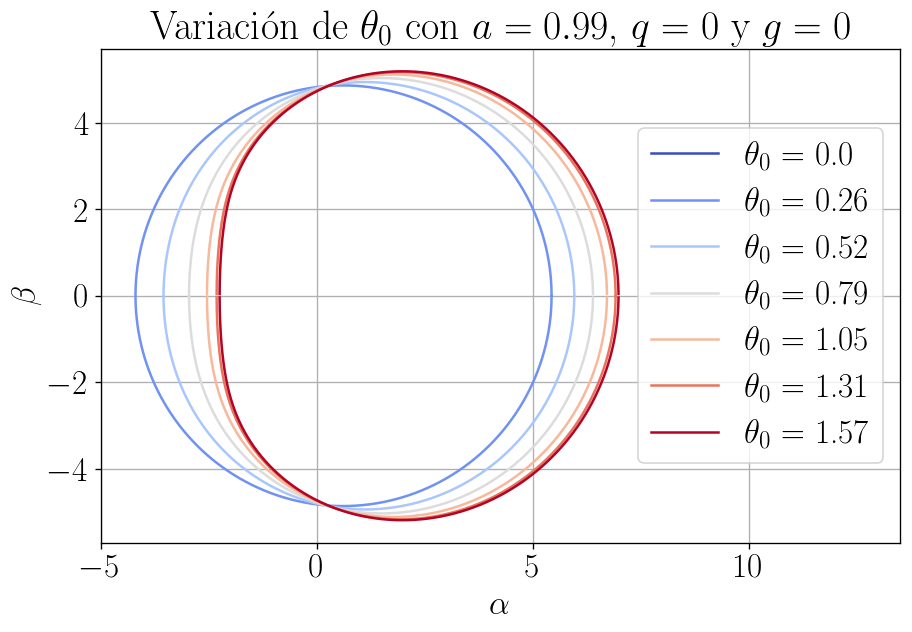 Variación de θ₀ con a = 0.99, q = 0 y g = 0
β
4
2
0
−2
−4
−5
0
5
10
α
θ₀ = 0.0
θ₀ = 0.26
θ₀ = 0.52
θ₀ = 0.79
θ₀ = 1.05
θ₀ = 1.31
θ₀ = 1.57